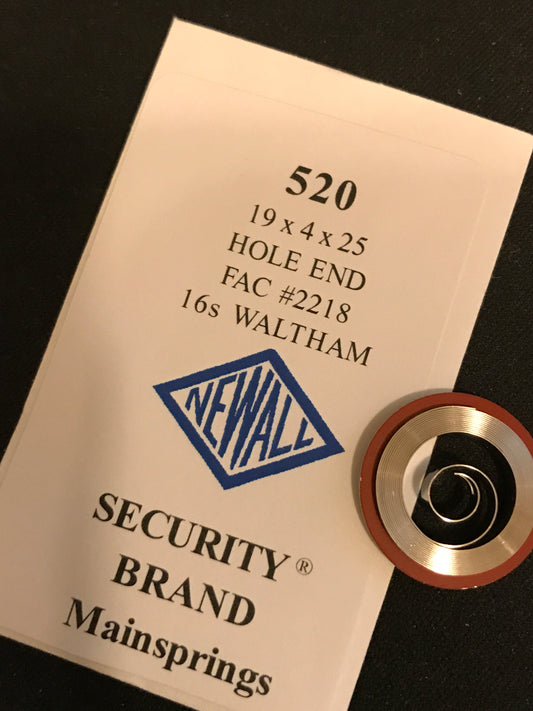 520
19 x 4 x 25
HOLE END
FAC #2218
16s WALTHAM
NEWALL
SECURITY®
BRAND
Mainsprings